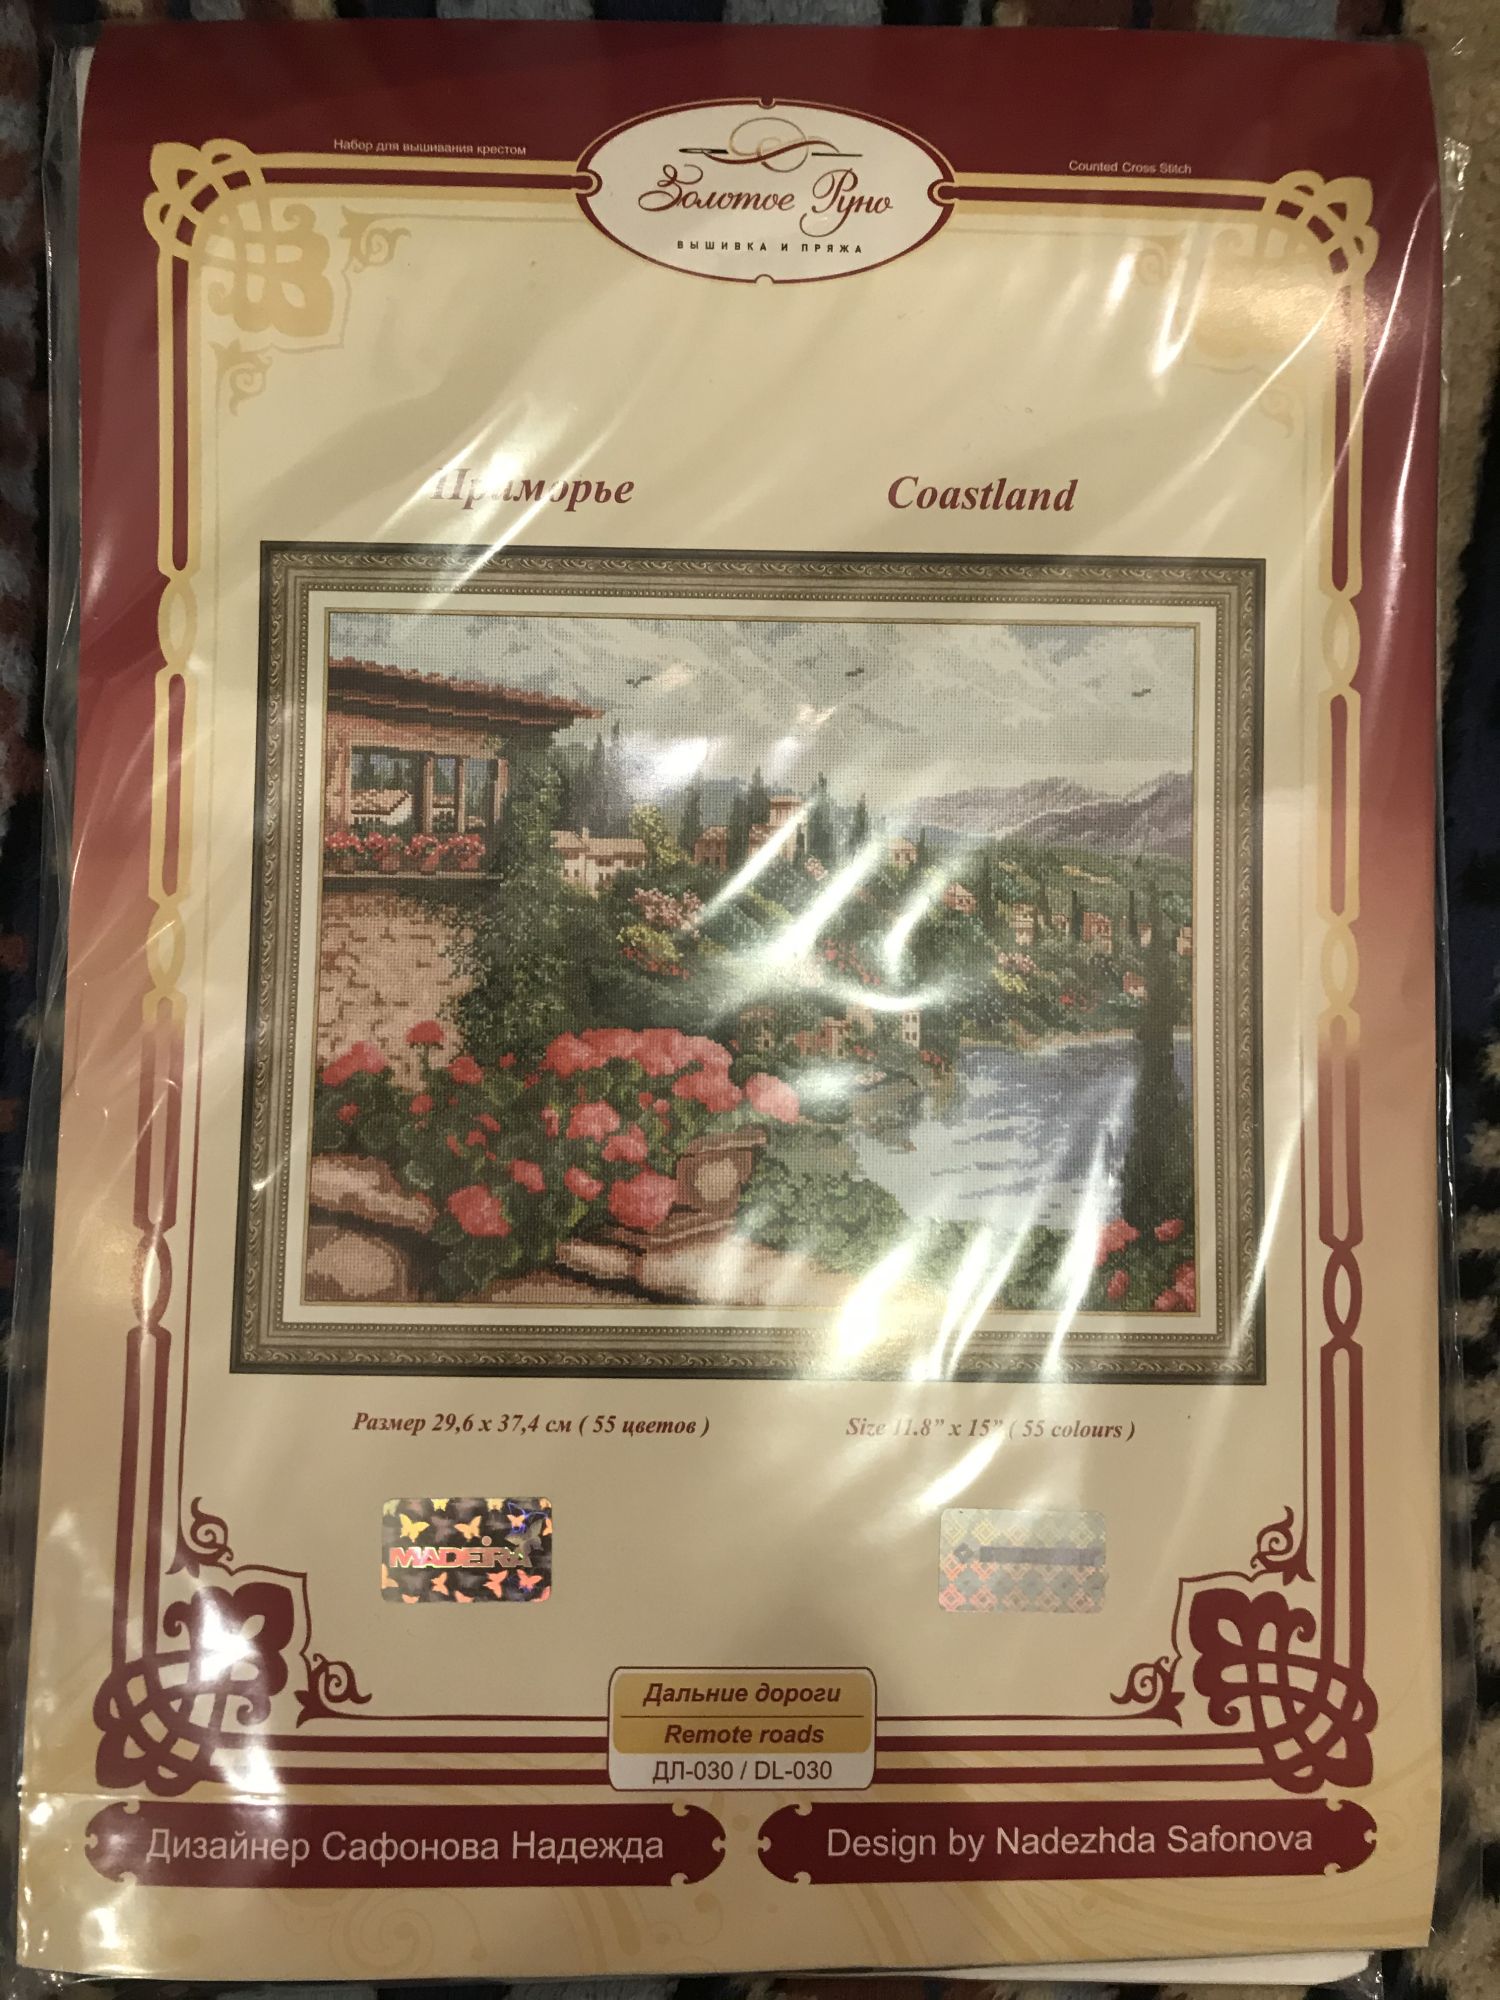 Набор для вышивания крестом
Counted Cross Stitch
Золотое Руно
ВЫШИВКА И ПРЯЖА
Приморье
Coastland
Размер 29,6 х 37,4 см ( 55 цветов )
Size 11.8” x 15” ( 55 colours )
MADEIRA
Дальние дороги
Remote roads
ДЛ-030 / DL-030
Дизайнер Сафонова Надежда
Design by Nadezhda Safonova